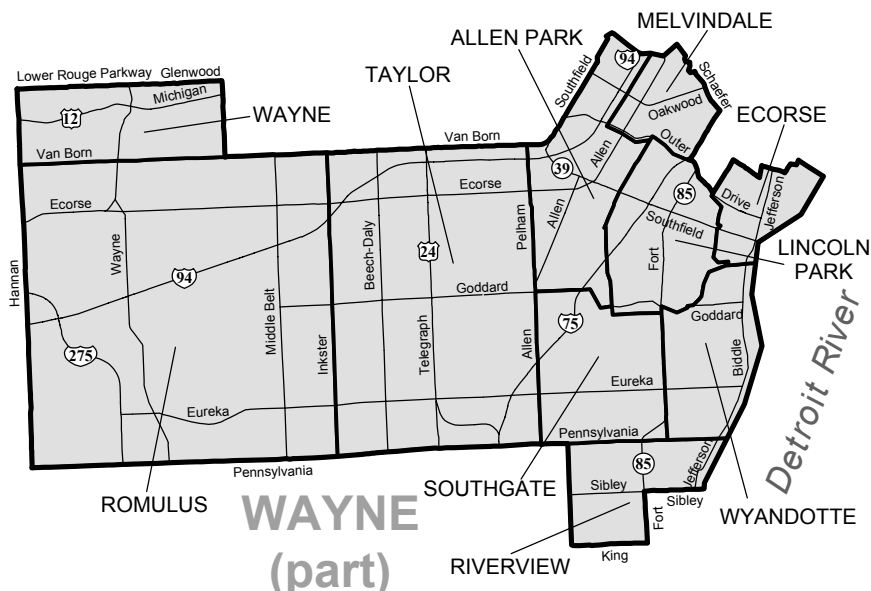 MELVINDALE
ALLEN PARK
TAYLOR
ECORSE
WAYNE
LINCOLN
PARK
ROMULUS
SOUTHGATE
WYANDOTTE
RIVERVIEW
WAYNE
(part)
Detroit River
Lower Rouge Parkway Glenwood
Michigan
12
Van Born
Van Born
Southfield
94
Schaefer
Oakwood
Outer
Drive
Allen
39
85
Jefferson
Ecorse
Ecorse
Allen
Southfield
Pelham
Fort
Hannan
Wayne
94
Beech-Daly
24
Goddard
Goddard
Middle Belt
Inkster
Telegraph
Allen
75
Biddle
275
Eureka
Eureka
Pennsylvania
Pennsylvania
85
Jefferson
Sibley
Sibley
Fort
King